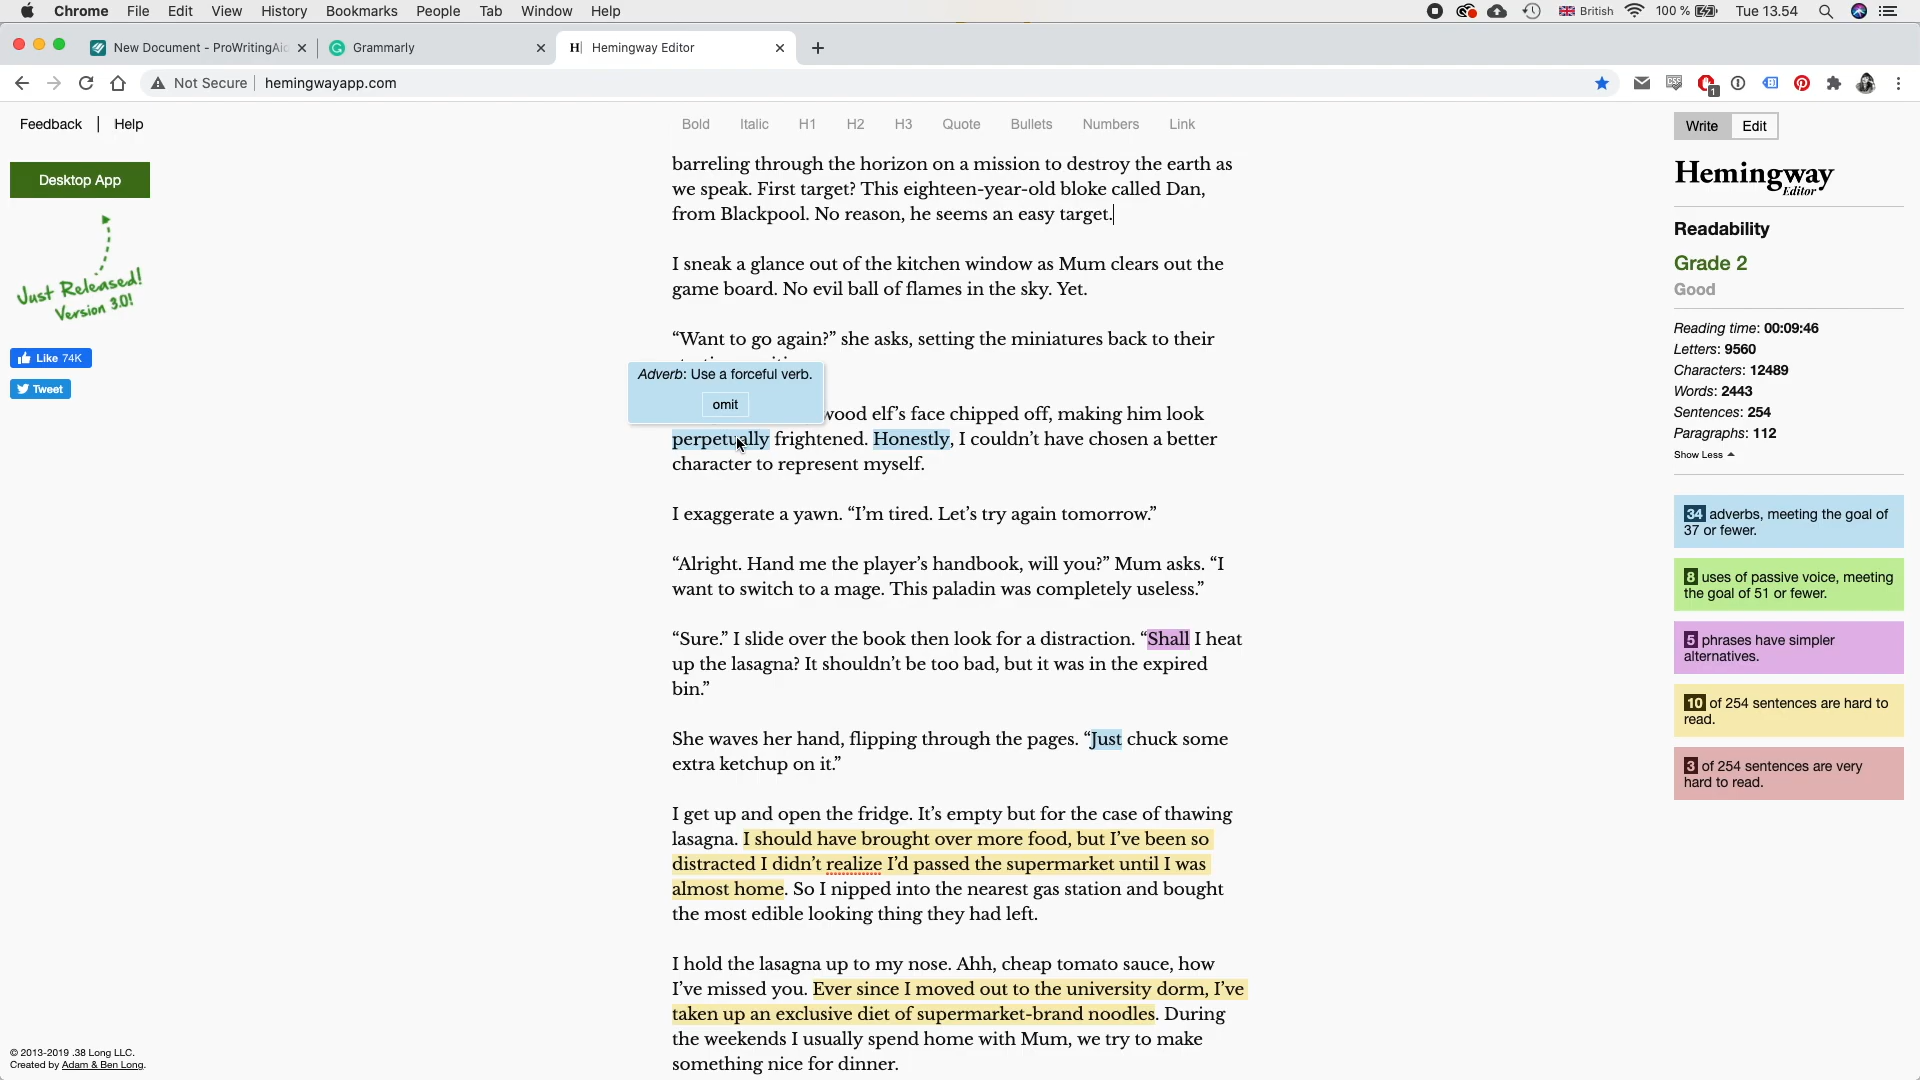 Chrome File Edit View History Bookmarks People Tab Window Help British 100 % Tue 13.54
New Document - ProWritingAid Grammarly Hemingway Editor
Not Secure hemingwayapp.com 1
Feedback | Help
Bold Italic H1 H2 H3 Quote Bullets Numbers Link
Write Edit
Desktop App
Just Released!
Version 3.0!
Like 74K
Tweet
barreling through the horizon on a mission to destroy the earth as
we speak. First target? This eighteen-year-old bloke called Dan,
from Blackpool. No reason, he seems an easy target.
I sneak a glance out of the kitchen window as Mum clears out the
game board. No evil ball of flames in the sky. Yet.
“Want to go again?” she asks, setting the miniatures back to their
Adverb: Use a forceful verb.
omit
wood elf’s face chipped off, making him look
perpetually frightened. Honestly, I couldn’t have chosen a better
character to represent myself.
I exaggerate a yawn. “I’m tired. Let’s try again tomorrow.”
“Alright. Hand me the player’s handbook, will you?” Mum asks. “I
want to switch to a mage. This paladin was completely useless.”
“Sure.” I slide over the book then look for a distraction. “Shall I heat
up the lasagna? It shouldn’t be too bad, but it was in the expired
bin.”
She waves her hand, flipping through the pages. “Just chuck some
extra ketchup on it.”
I get up and open the fridge. It’s empty but for the case of thawing
lasagna. I should have brought over more food, but I’ve been so
distracted I didn’t realize I’d passed the supermarket until I was
almost home. So I nipped into the nearest gas station and bought
the most edible looking thing they had left.
I hold the lasagna up to my nose. Ahh, cheap tomato sauce, how
I’ve missed you. Ever since I moved out to the university dorm, I’ve
taken up an exclusive diet of supermarket-brand noodles. During
the weekends I usually spend home with Mum, we try to make
something nice for dinner.
Hemingway
Editor
Readability
Grade 2
Good
Reading time: 00:09:46
Letters: 9560
Characters: 12489
Words: 2443
Sentences: 254
Paragraphs: 112
Show Less
34 adverbs, meeting the goal of
37 or fewer.
8 uses of passive voice, meeting
the goal of 51 or fewer.
5 phrases have simpler
alternatives.
10 of 254 sentences are hard to
read.
3 of 254 sentences are very
hard to read.
© 2013-2019 .38 Long LLC.
Created by Adam & Ben Long.